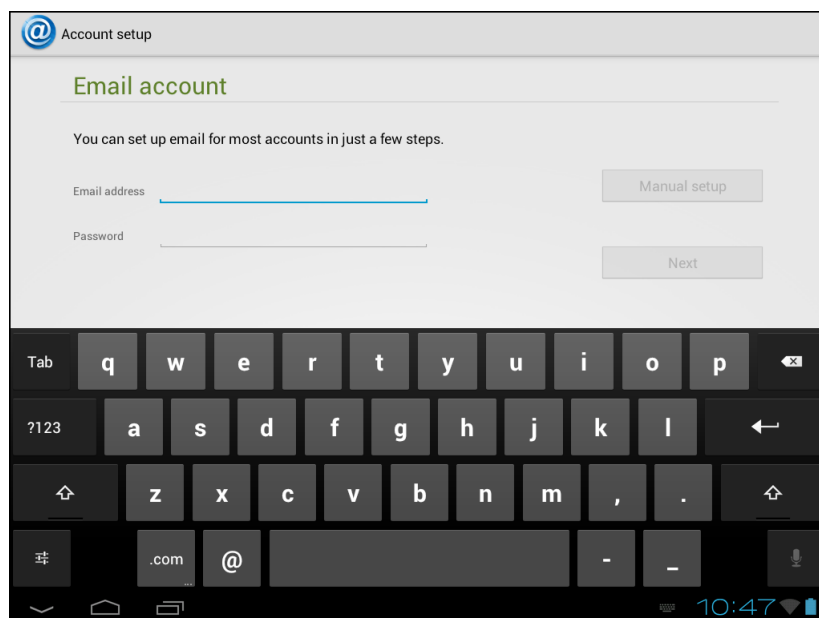 @ Account setup
Email account
You can set up email for most accounts in just a few steps.
Email address
Manual setup
Password
Next
Tab q w e r t y u i o p
?123 a s d f g h j k l
z x c v b n m , .
.com @ - _
...
10:47